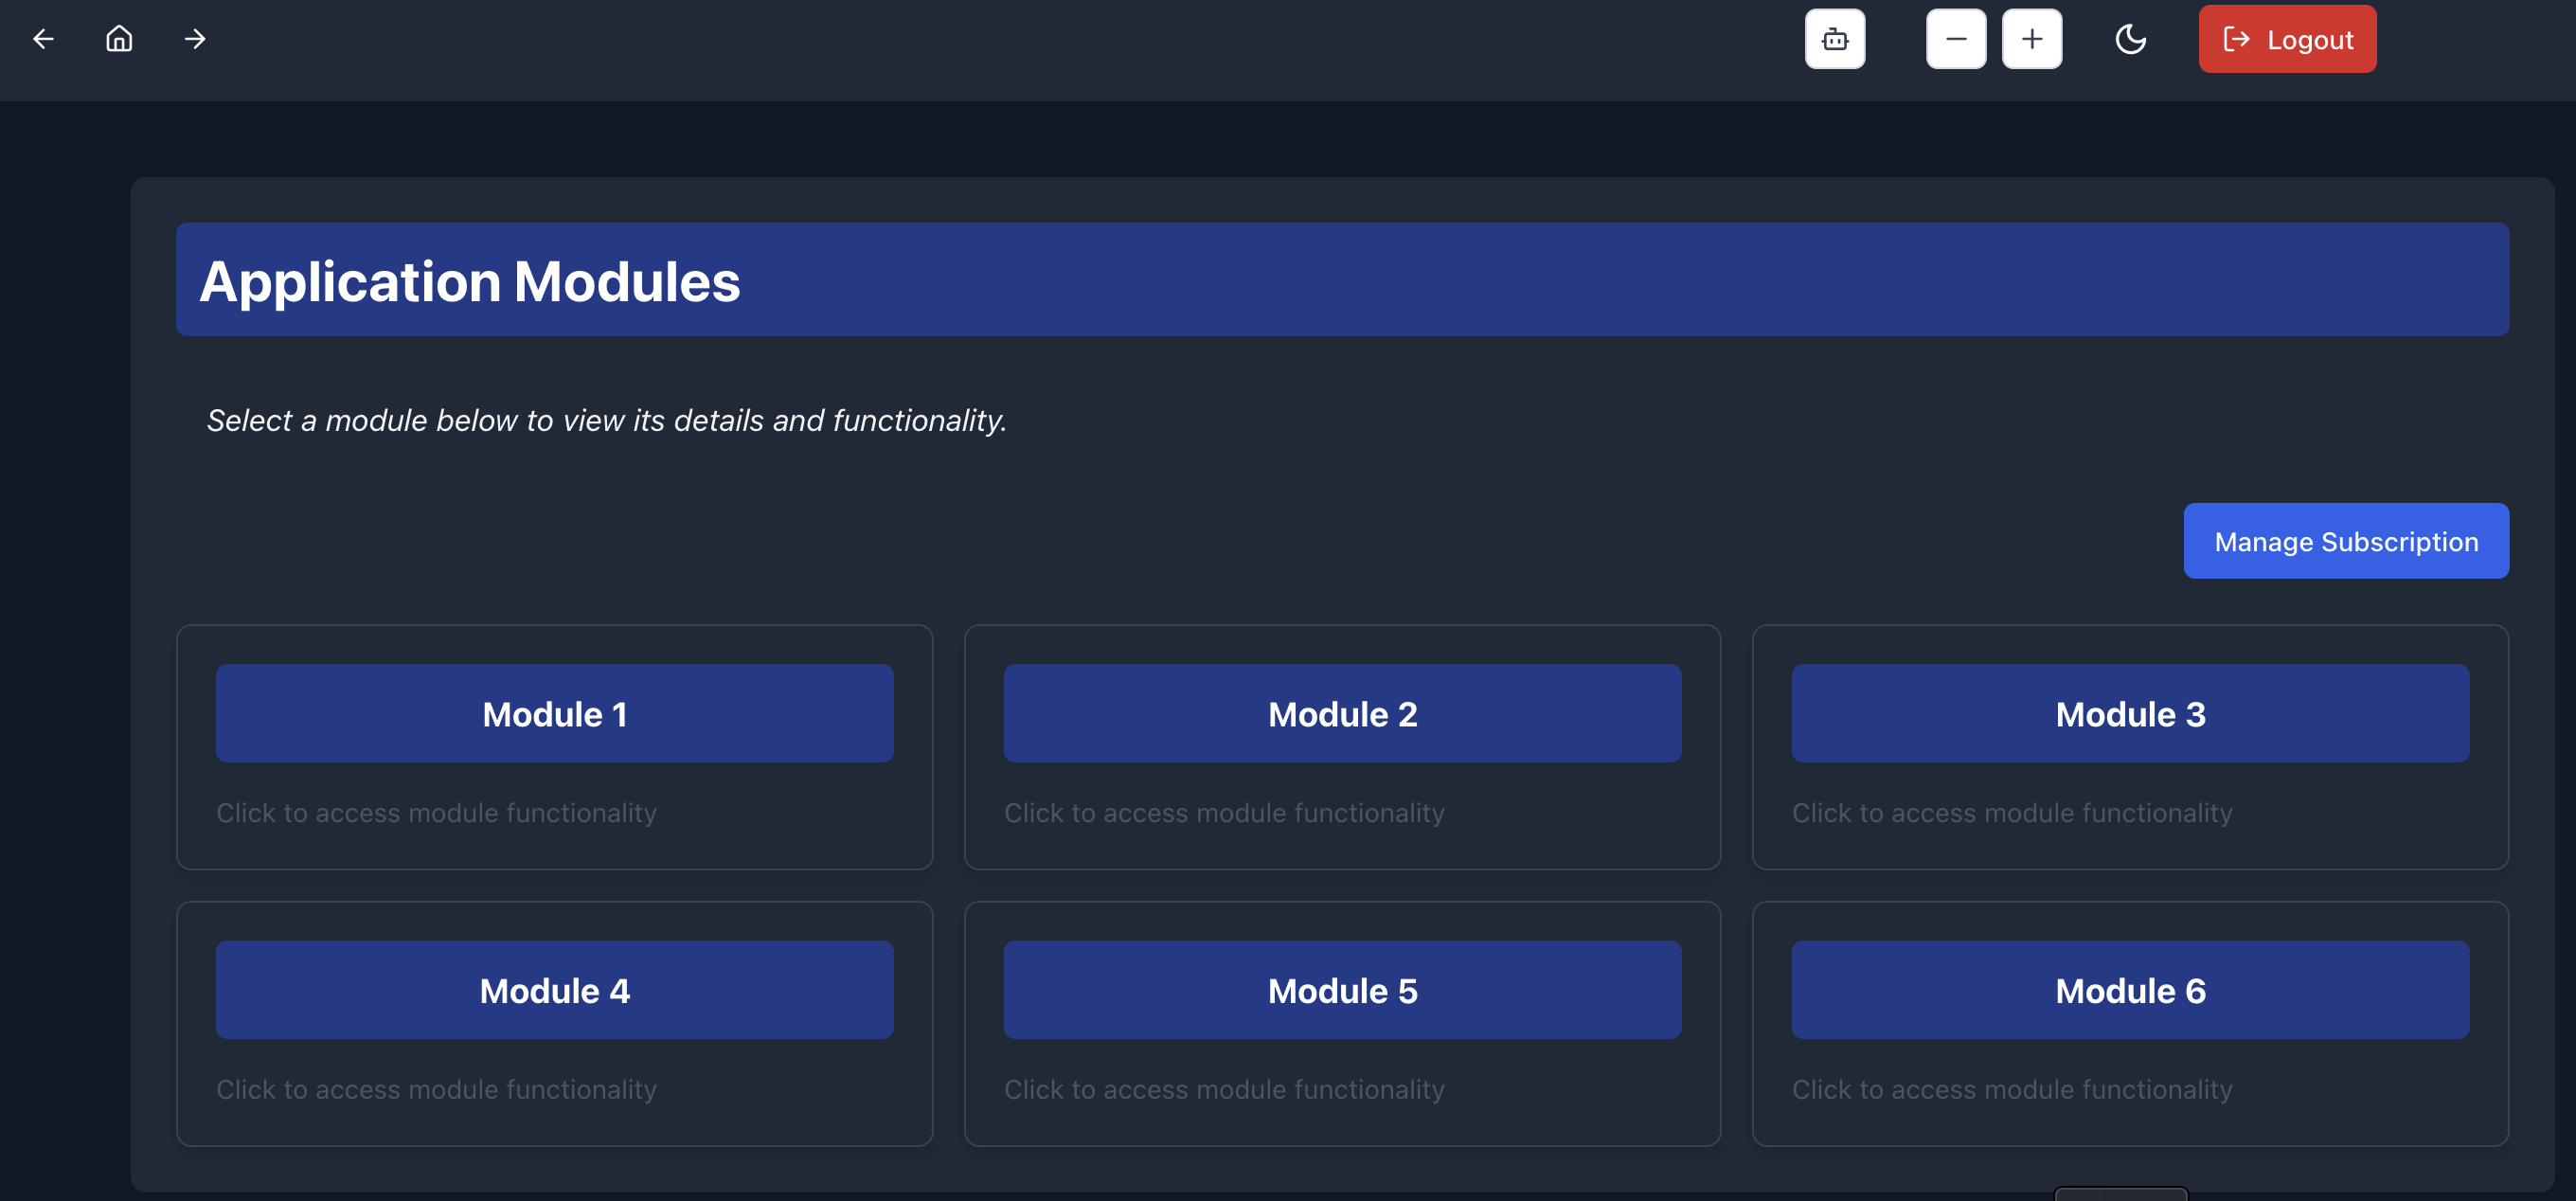 Logout
Application Modules
Select a module below to view its details and functionality.
Manage Subscription
Module 1
Click to access module functionality
Module 2
Click to access module functionality
Module 3
Click to access module functionality
Module 4
Click to access module functionality
Module 5
Click to access module functionality
Module 6
Click to access module functionality